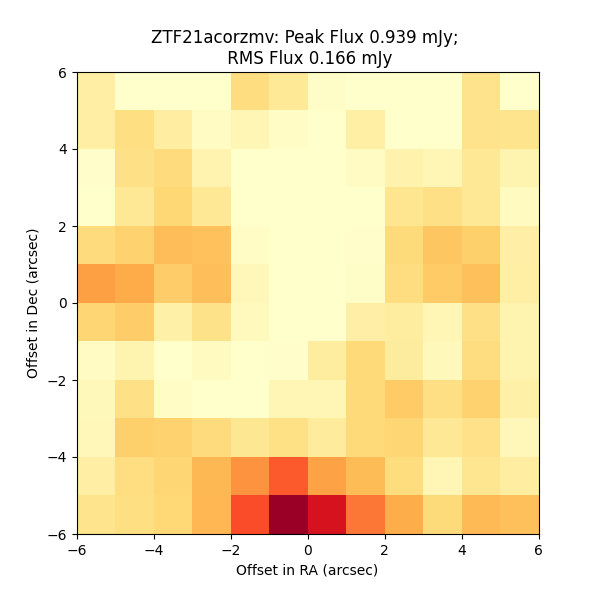 ZTF21acorzmv: Peak Flux 0.939 mJy;
RMS Flux 0.166 mJy
6
4
2
0
−2
−4
−6
Offset in Dec (arcsec)
−6 −4 −2 0 2 4 6
Offset in RA (arcsec)